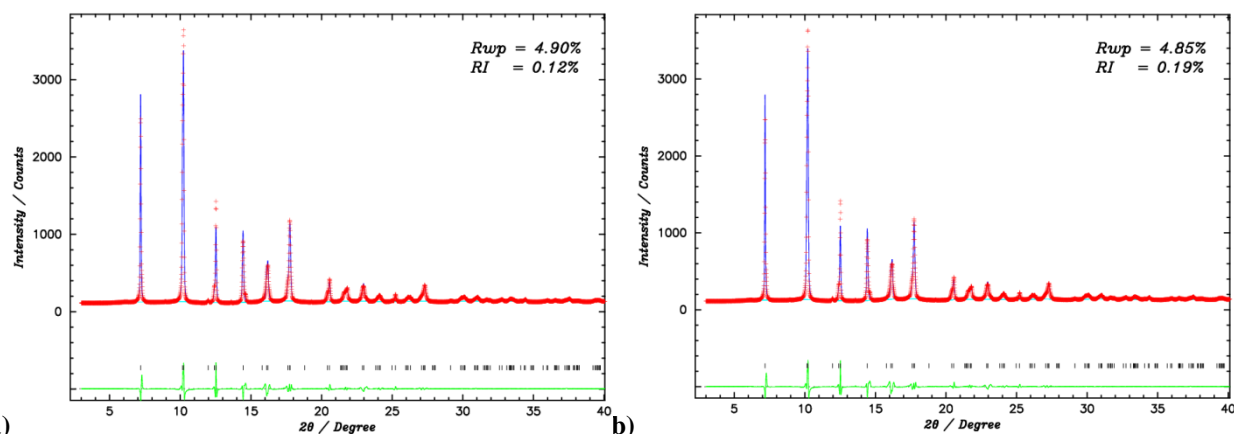 Rwp = 4.90%
RI = 0.12%
3000
2000
1000
0
Intensity / Counts
5 10 15 20 25 30 35 40
2θ / Degree
)
Rwp = 4.85%
RI = 0.19%
3000
2000
1000
0
Intensity / Counts
5 10 15 20 25 30 35 40
2θ / Degree
b)